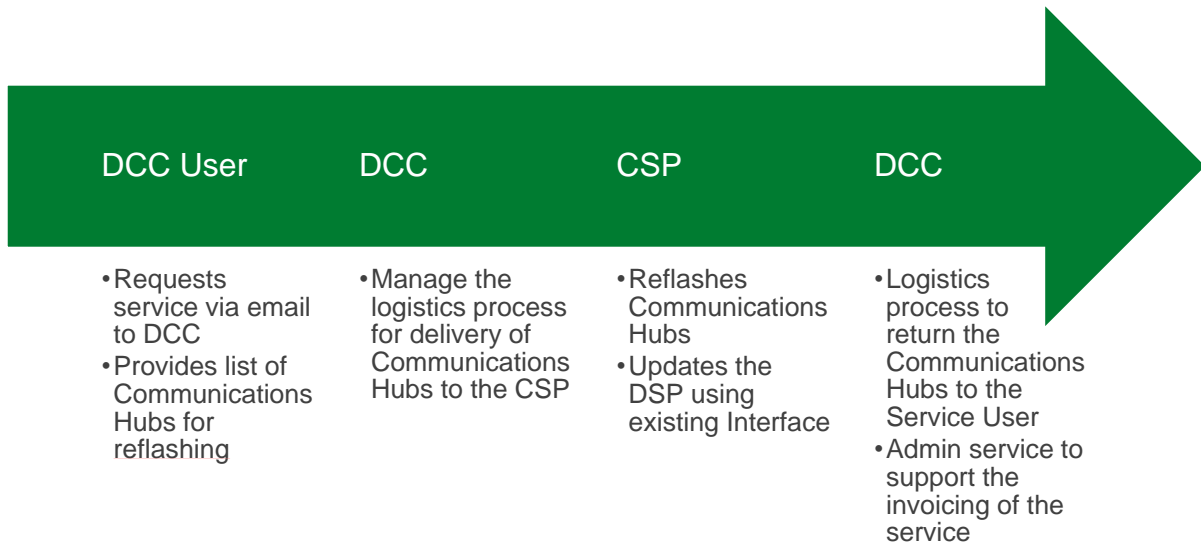 DCC User
DCC
CSP
DCC
•Requests
service via email
to DCC
•Provides list of
Communications
Hubs for
reflashing
•Manage the
logistics process
for delivery of
Communications
Hubs to the CSP
•Reflashes
Communications
Hubs
•Updates the
DSP using
existing Interface
•Logistics
process to
return the
Communications
Hubs to the
Service User
•Admin service to
support the
invoicing of the
service